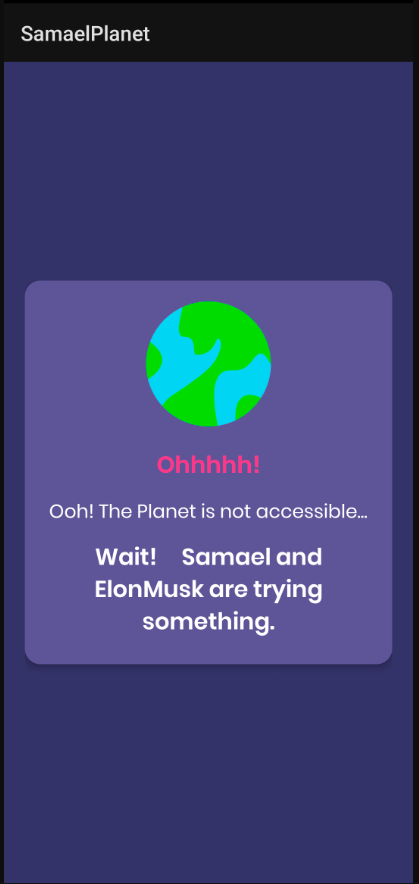 SamaelPlanet
Ohhhhh!
Ooh! The Planet is not accessible...
Wait! Samael and
ElonMusk are trying
something.